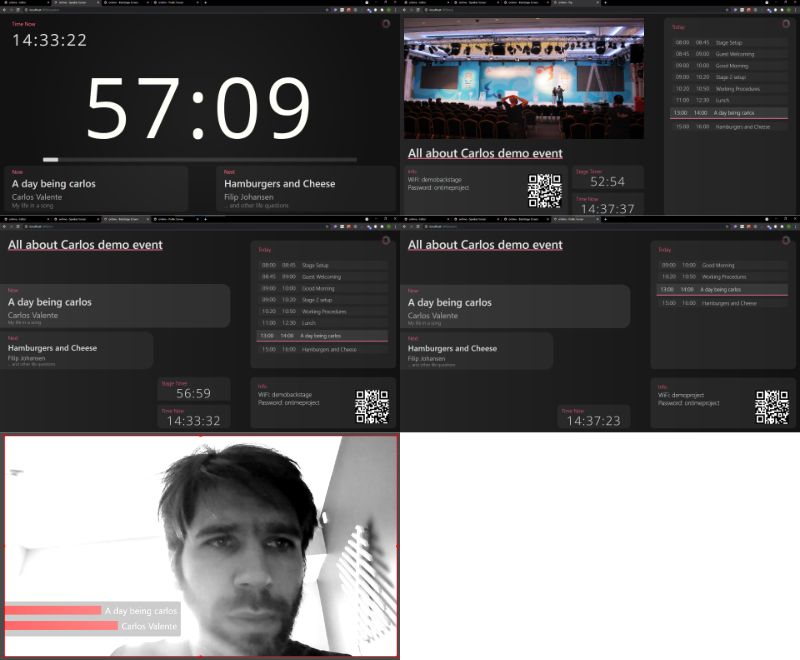 Time Now
14:33:22
57:09
Now
A day being carlos
Carlos Valente
My life in a song
Next
Hamburgers and Cheese
Filip Johansen
... and other life questions
All about Carlos demo event
Info
WiFi: demobackstage
Password: ontimeproject
Stage Timer
52:54
Time Now
14:37:37
Today
08:00 08:45 Stage Setup
08:45 09:00 Guest Welcoming
09:00 10:00 Good Morning
09:00 10:20 Stage 2 setup
10:20 10:50 Working Procedures
11:00 12:30 Lunch
13:00 14:00 A day being carlos
15:00 16:00 Hamburgers and Cheese
All about Carlos demo event
Now
A day being carlos
Carlos Valente
My life in a song
Next
Hamburgers and Cheese
Filip Johansen
... and other life questions
Stage Timer
56:59
Time Now
14:33:32
Today
08:00 08:45 Stage Setup
08:45 09:00 Guest Welcoming
09:00 10:00 Good Morning
09:00 10:20 Stage 2 setup
10:20 10:50 Working Procedures
11:00 12:30 Lunch
13:00 14:00 A day being carlos
15:00 16:00 Hamburgers and Cheese
Info
WiFi: demobackstage
Password: ontimeproject
All about Carlos demo event
Now
A day being carlos
Carlos Valente
My life in a song
Next
Hamburgers and Cheese
Filip Johansen
... and other life questions
Time Now
14:37:23
Today
09:00 10:00 Good Morning
10:20 10:50 Working Procedures
13:00 14:00 A day being carlos
15:00 16:00 Hamburgers and Cheese
Info
WiFi: demoproject
Password: ontimeproject
A day being carlos
Carlos Valente